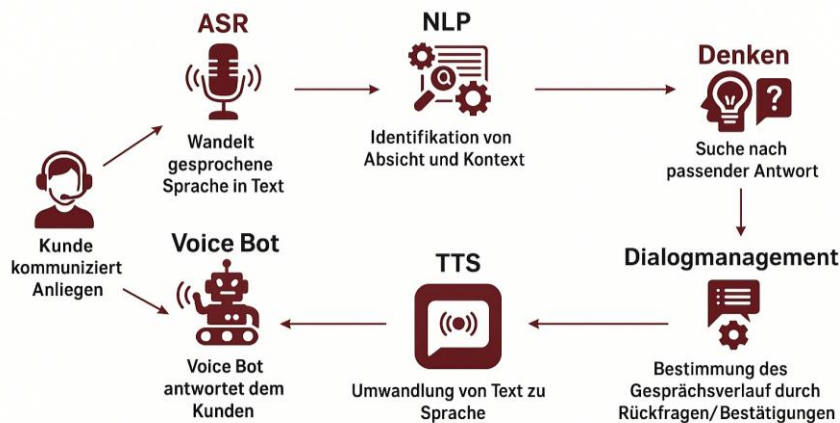 ASR
Wandelt
gesprochene
Sprache in Text
NLP
Identifikation von
Absicht und Kontext
Denken
?
Suche nach
passender Antwort
Dialogmanagement
Bestimmung des
Gesprächsverlauf durch
Rückfragen/Bestätigungen
TTS
Umwandlung von Text zu
Sprache
Voice Bot
Voice Bot
antwortet dem
Kunden
Kunde
kommuniziert
Anliegen